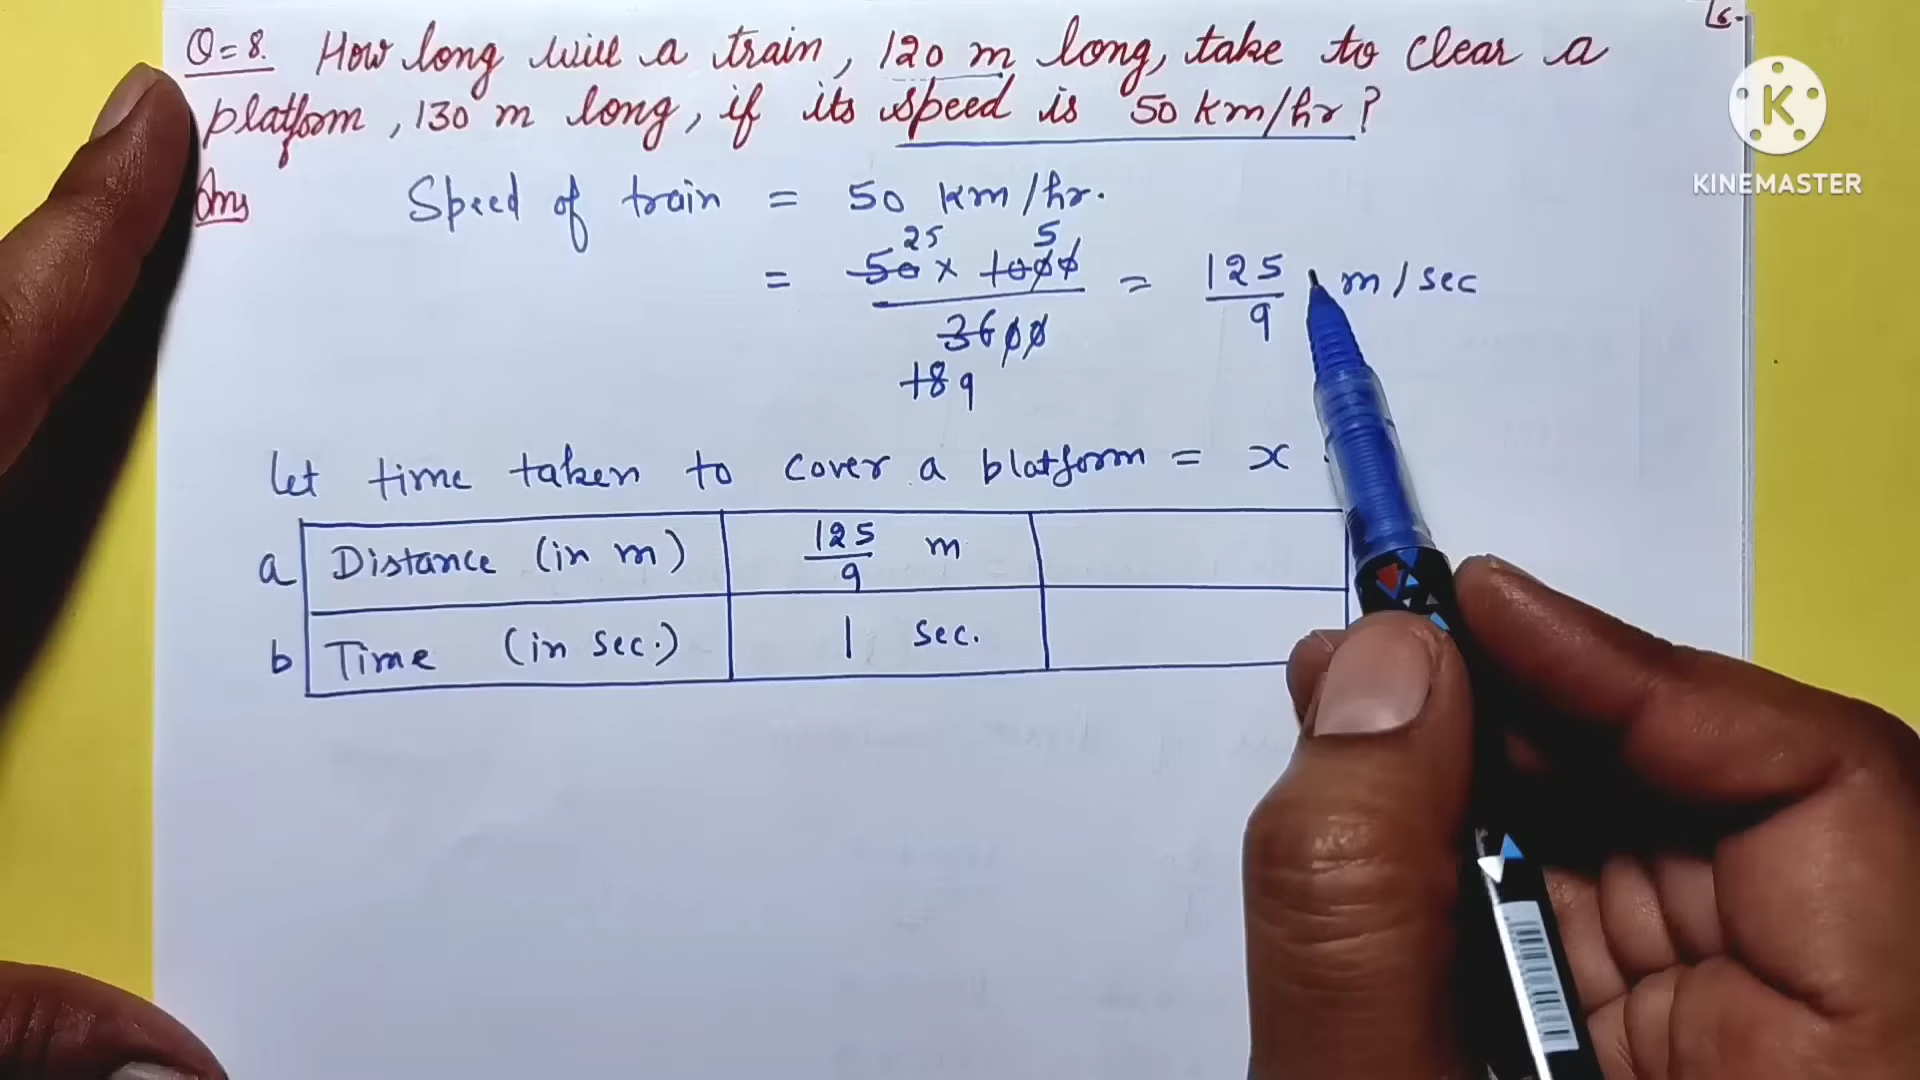 Q=8. How long will a train, 120 m long, take to clear a
platform, 130 m long, if its speed is 50 km/hr?
Ans Speed of train = 50 km/hr.
25 5
= 50 x 1000 = 125 m/sec
3600 9
18 9
Let time taken to cover a platform = x
a Distance (in m) 125/9 m
b Time (in sec.) 1 sec.
K
KINEMASTER